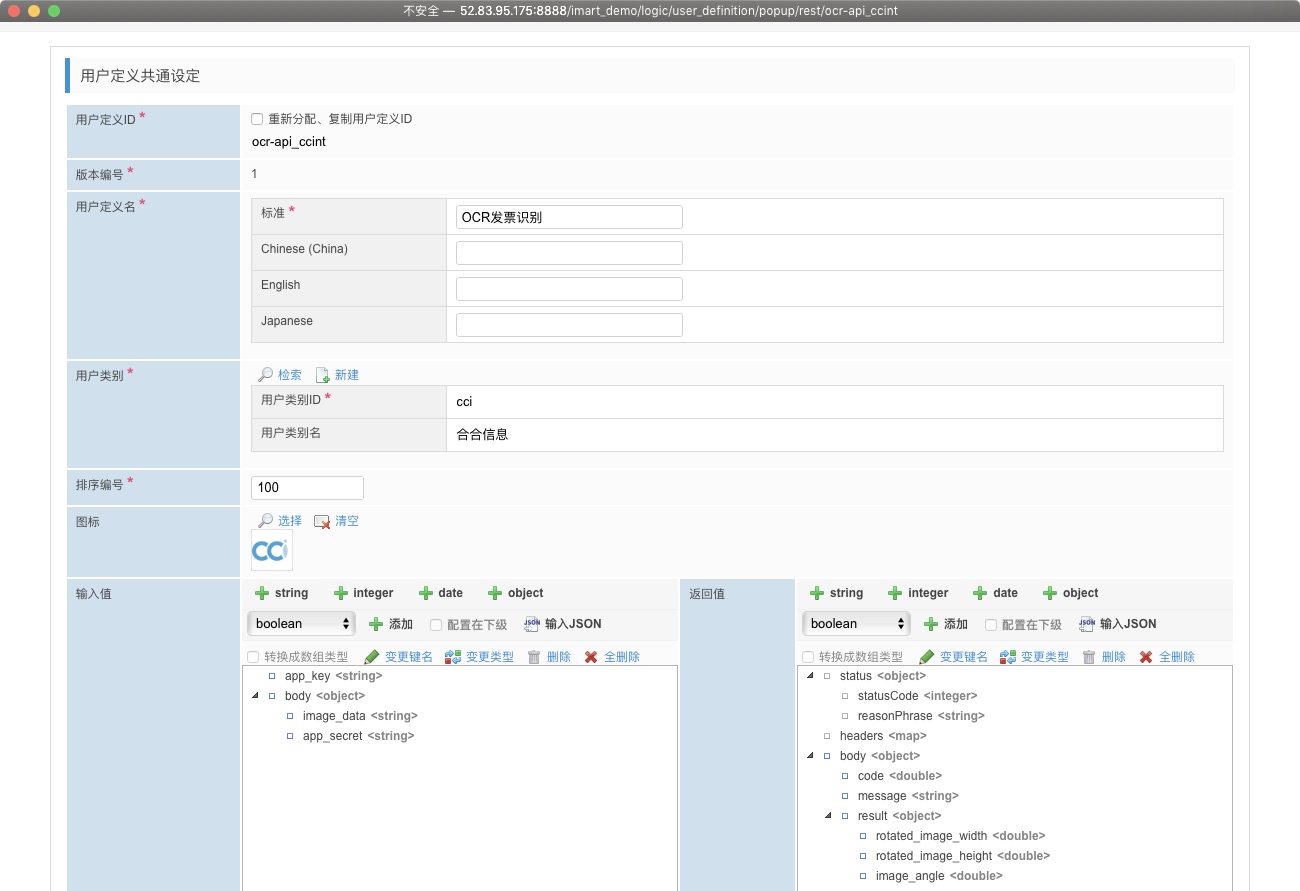 不安全 — 52.83.95.175:8888/imart_demo/logic/user_definition/popup/rest/ocr-api_ccint
用户定义共通设定
用户定义ID *
重新分配、复制用户定义ID
ocr-api_ccint
版本编号 *
1
用户定义名 *
标准 *
OCR发票识别
Chinese (China)
English
Japanese
用户类别 *
检索 新建
用户类别ID *
cci
用户类别名
合合信息
排序编号 *
100
图标
选择 清空
CCi
输入值
string integer date object
boolean 添加 配置在下级 JSON 输入JSON
转换成数组类型 变更键名 变更类型 删除 全删除
app_key <string>
body <object>
image_data <string>
app_secret <string>
返回值
string integer date object
boolean 添加 配置在下级 JSON 输入JSON
转换成数组类型 变更键名 变更类型 删除 全删除
status <object>
statusCode <integer>
reasonPhrase <string>
headers <map>
body <object>
code <double>
message <string>
result <object>
rotated_image_width <double>
rotated_image_height <double>
image_angle <double>